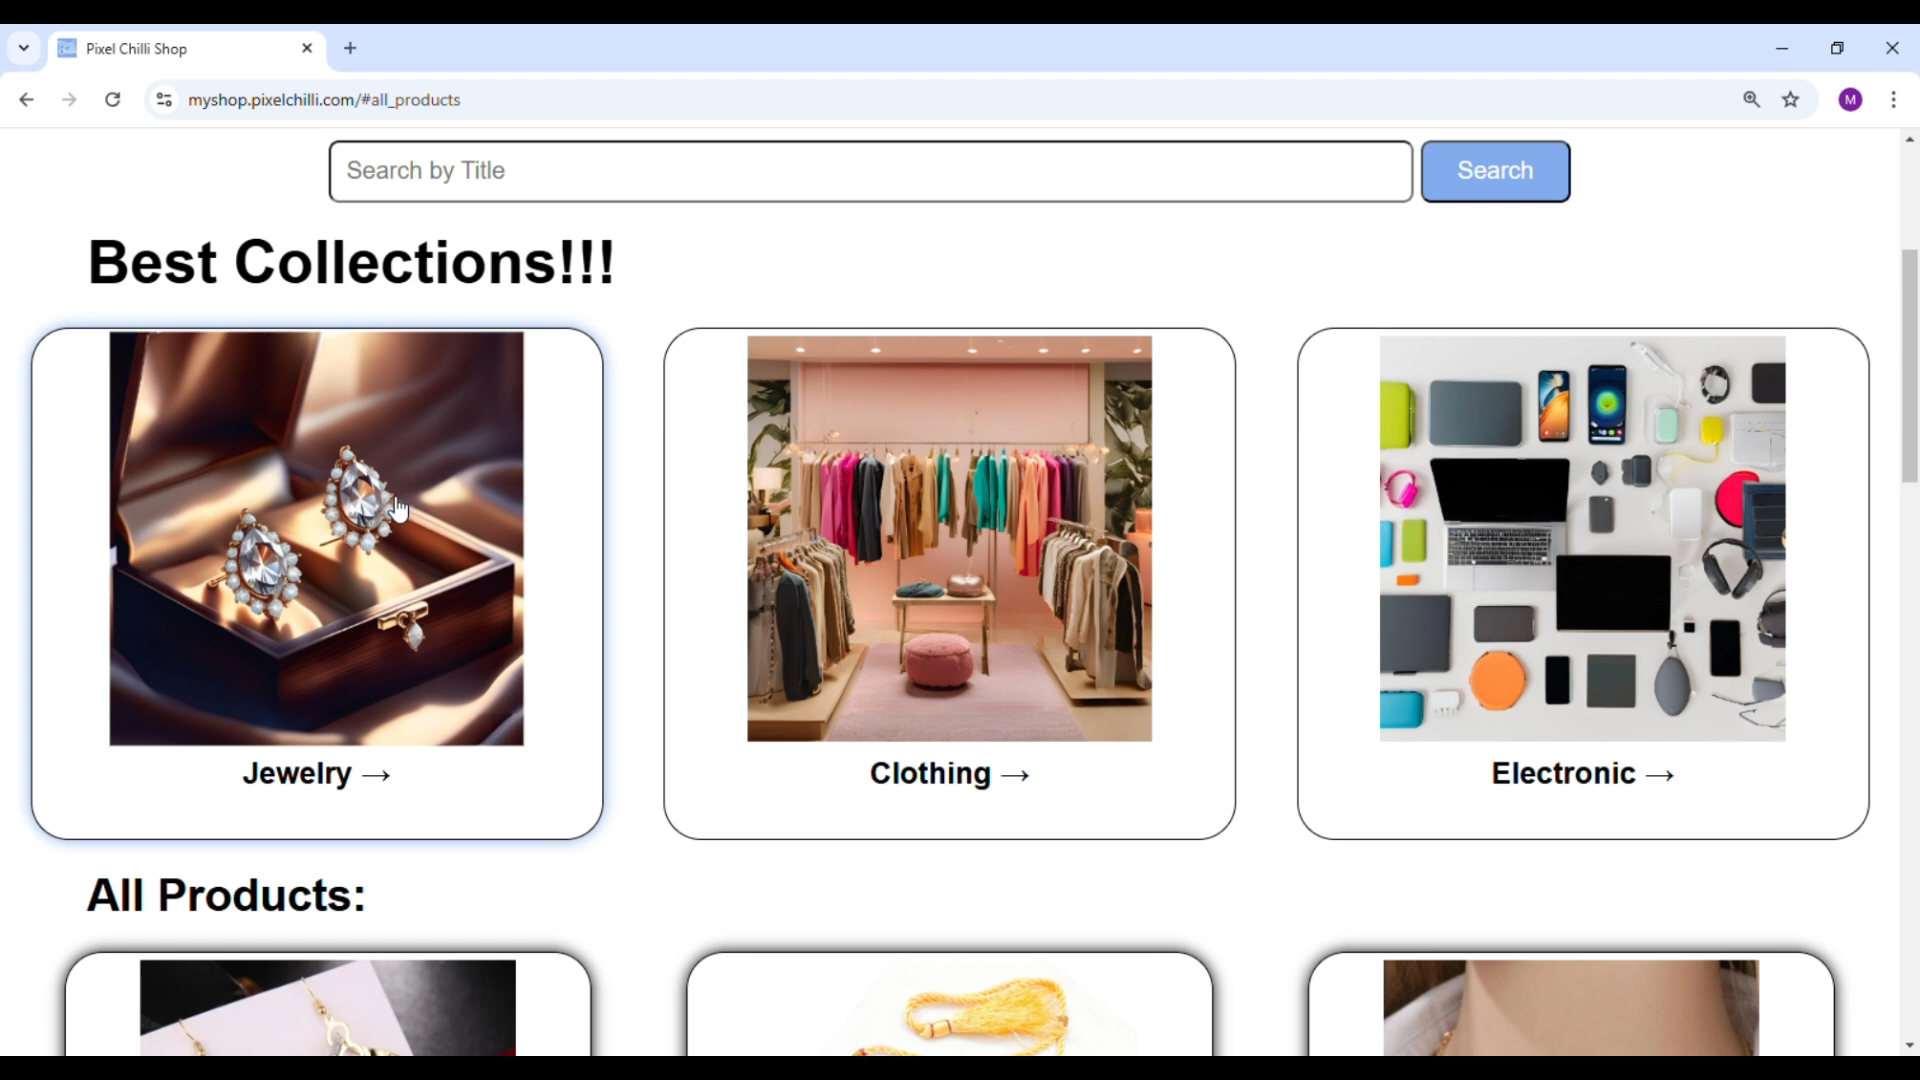 Pixel Chilli Shop
myshop.pixelchilli.com/#all_products
M
Search by Title
Search
Best Collections!!!
Jewelry →
Clothing →
Electronic →
All Products: